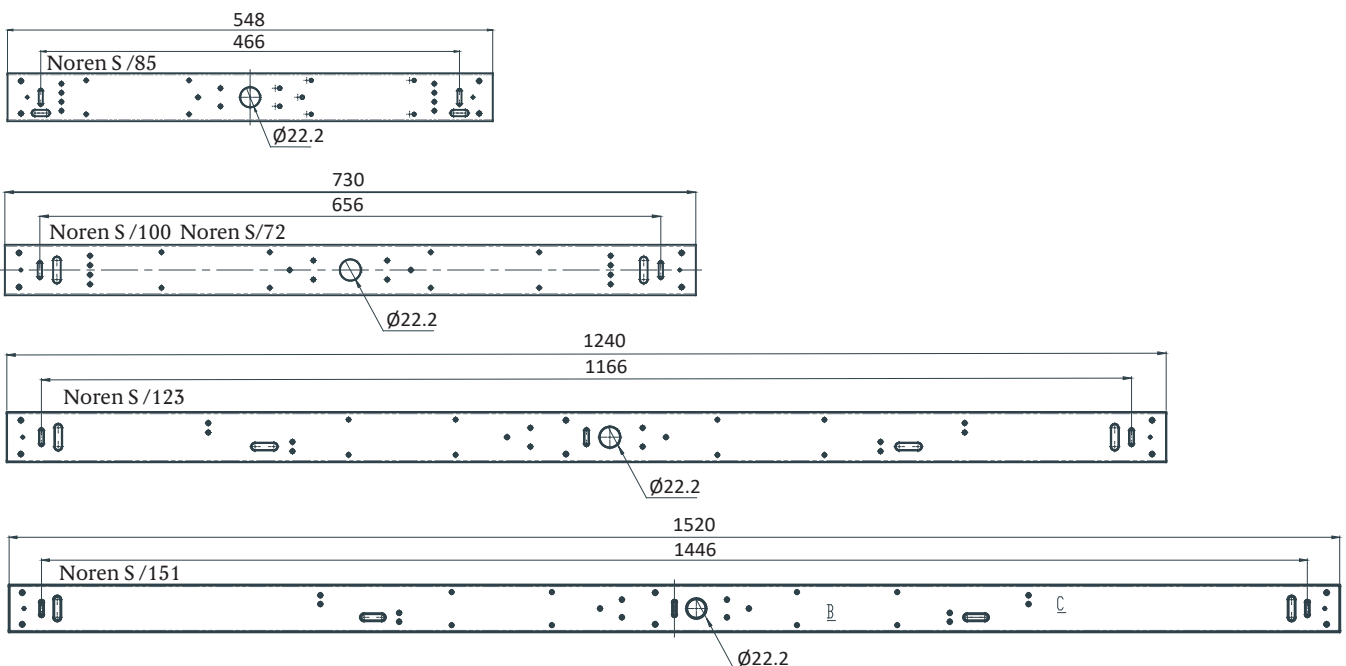 548
466
Noren S /85
Ø22.2
730
656
Noren S /100 Noren S/72
Ø22.2
1240
1166
Noren S /123
Ø22.2
1520
1446
Noren S /151
B
C
Ø22.2